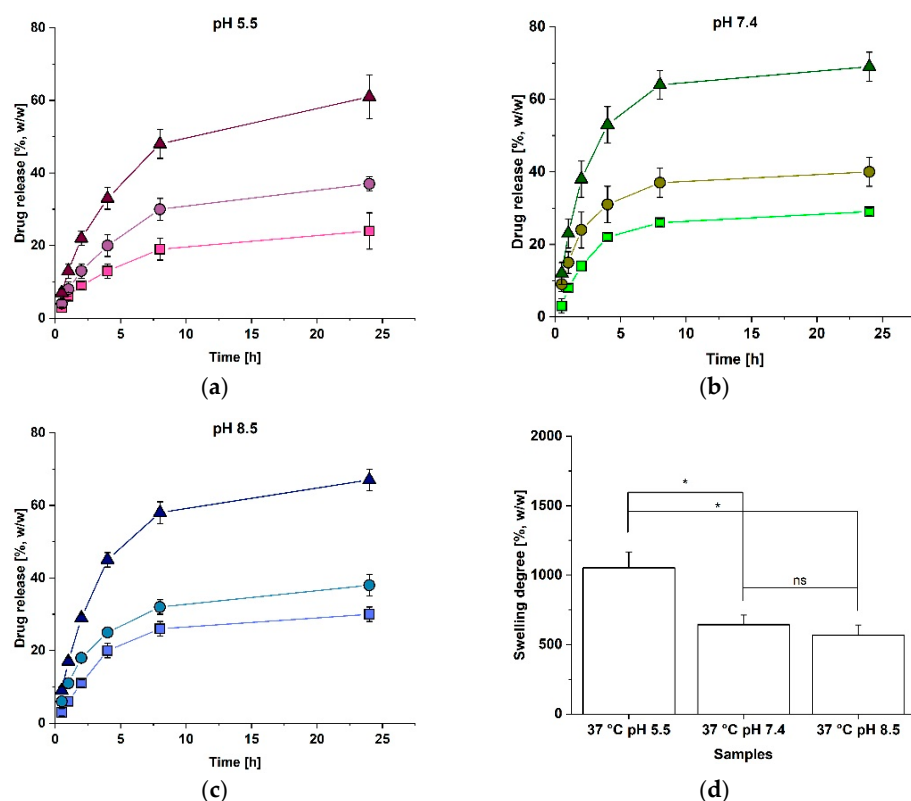 pH 5.5
Drug release [%, w/w]
80
60
40
20
0
0 5 10 15 20 25
Time [h]
(a)
pH 7.4
Drug release [%, w/w]
80
60
40
20
0
0 5 10 15 20 25
Time [h]
(b)
pH 8.5
Drug release [%, w/w]
80
60
40
20
0
0 5 10 15 20 25
Time [h]
(c)
Swelling degree [%, w/w]
2000
1500
1000
500
0
*
*
ns
37 °C pH 5.5 37 °C pH 7.4 37 °C pH 8.5
Samples
(d)